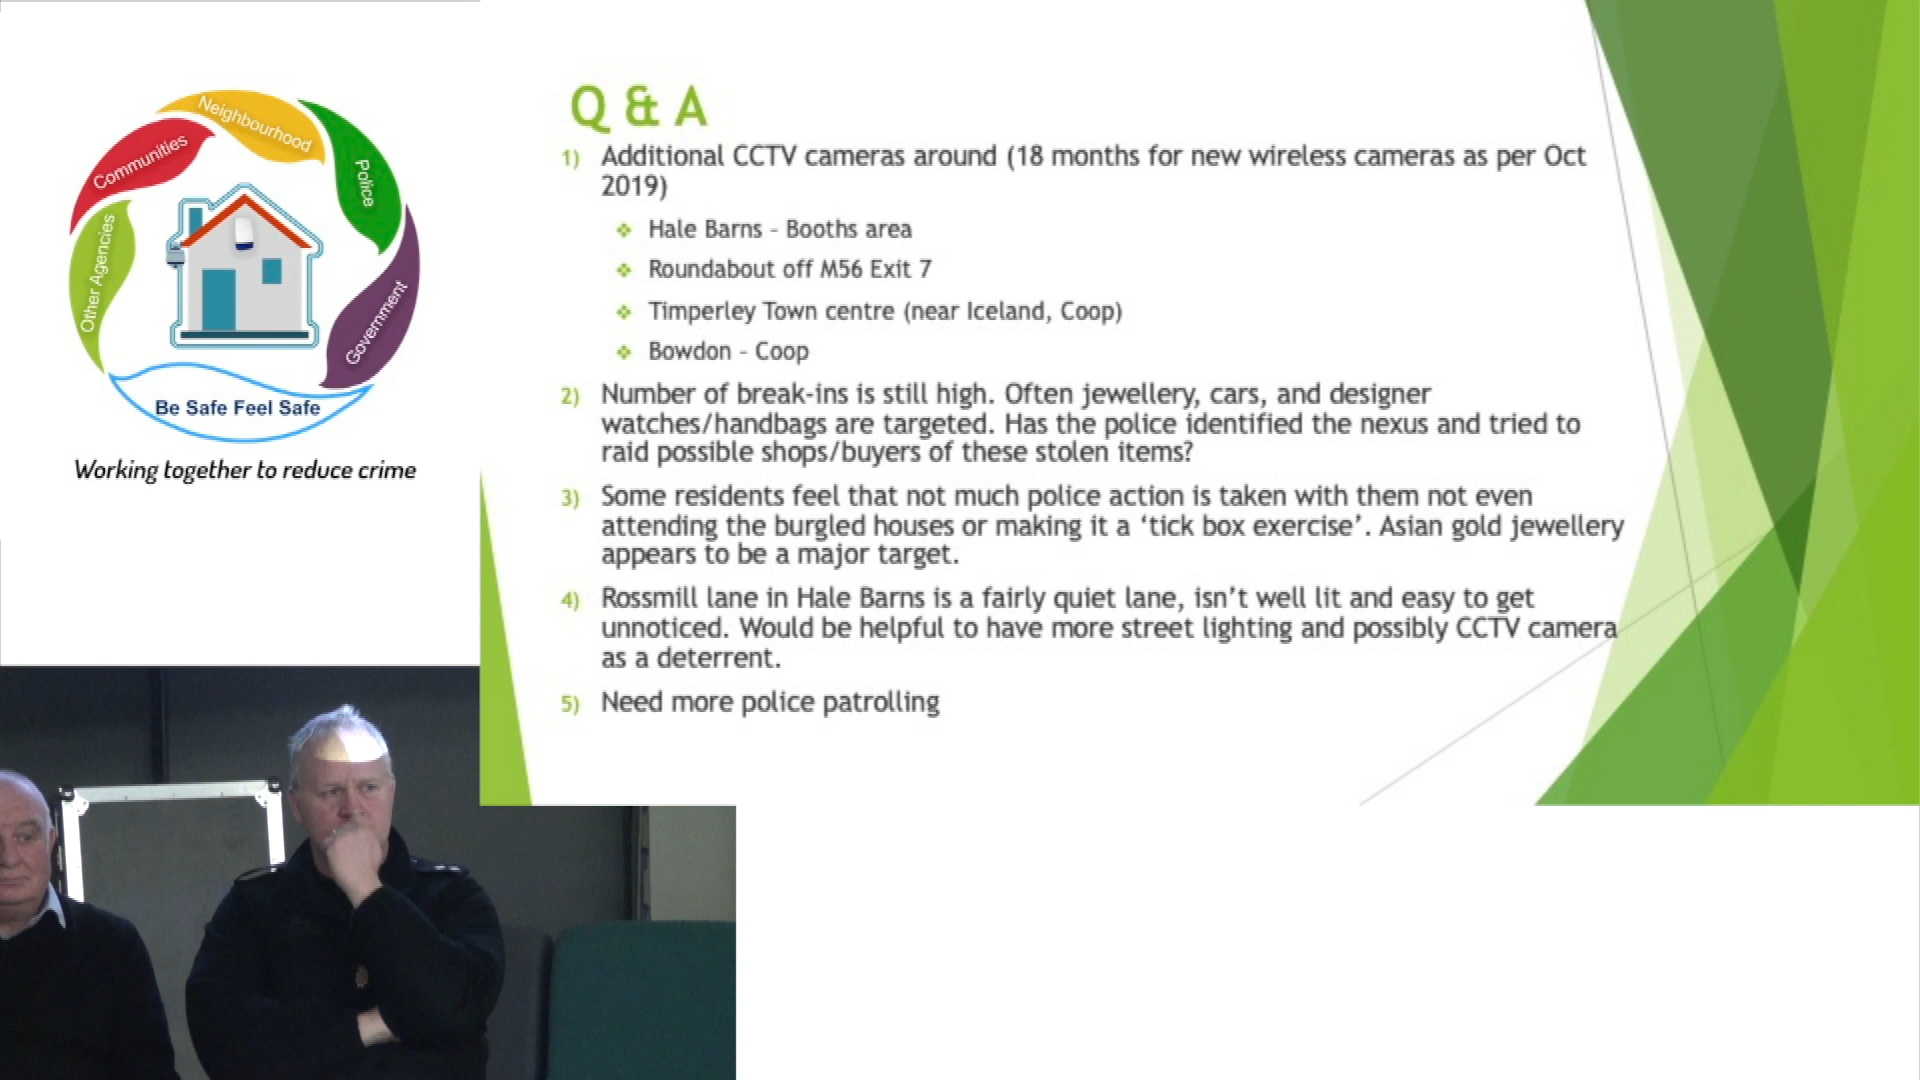 Neighbourhood
Communities
Police
Other Agencies
Government
Be Safe Feel Safe
Working together to reduce crime
Q & A
1) Additional CCTV cameras around (18 months for new wireless cameras as per Oct
2019)
❖ Hale Barns - Booths area
❖ Roundabout off M56 Exit 7
❖ Timperley Town centre (near Iceland, Coop)
❖ Bowdon - Coop
2) Number of break-ins is still high. Often jewellery, cars, and designer
watches/handbags are targeted. Has the police identified the nexus and tried to
raid possible shops/buyers of these stolen items?
3) Some residents feel that not much police action is taken with them not even
attending the burgled houses or making it a ‘tick box exercise’. Asian gold jewellery
appears to be a major target.
4) Rossmill lane in Hale Barns is a fairly quiet lane, isn’t well lit and easy to get
unnoticed. Would be helpful to have more street lighting and possibly CCTV camera
as a deterrent.
5) Need more police patrolling